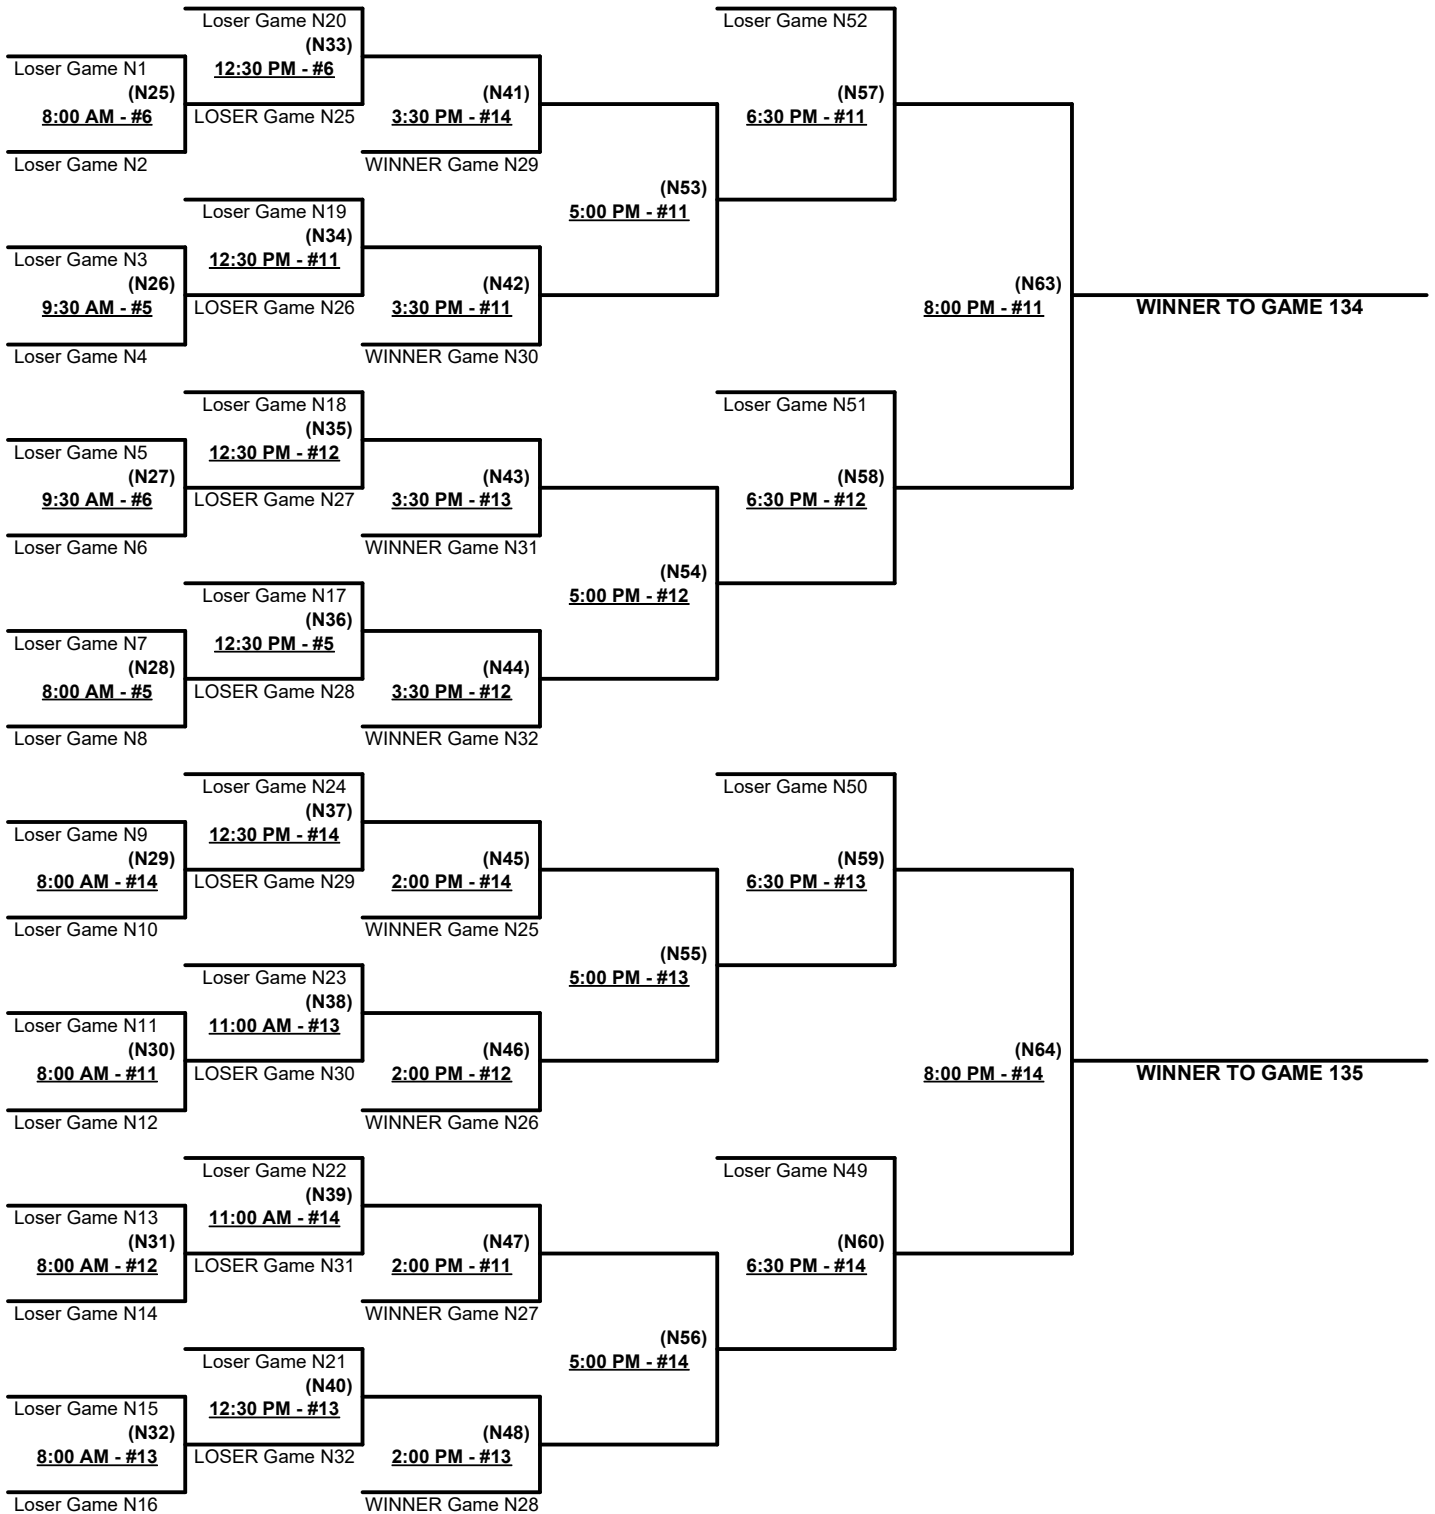 Loser Game N20
Loser Game N52
(N33)
Loser Game N1
12:30 PM - #6
(N25)
(N41)
(N57)
8:00 AM - #6
LOSER Game N25
3:30 PM - #14
6:30 PM - #11
Loser Game N2
WINNER Game N29
(N53)
Loser Game N19
5:00 PM - #11
(N34)
Loser Game N3
12:30 PM - #11
(N26)
(N42)
(N63)
9:30 AM - #5
LOSER Game N26
3:30 PM - #11
8:00 PM - #11
WINNER TO GAME 134
Loser Game N4
WINNER Game N30
Loser Game N18
Loser Game N51
(N35)
Loser Game N5
12:30 PM - #12
(N27)
(N43)
(N58)
9:30 AM - #6
LOSER Game N27
3:30 PM - #13
6:30 PM - #12
Loser Game N6
WINNER Game N31
(N54)
Loser Game N17
5:00 PM - #12
(N36)
Loser Game N7
12:30 PM - #5
(N28)
(N44)
8:00 AM - #5
LOSER Game N28
3:30 PM - #12
Loser Game N8
WINNER Game N32
Loser Game N24
Loser Game N50
(N37)
Loser Game N9
12:30 PM - #14
(N29)
(N45)
(N59)
8:00 AM - #14
LOSER Game N29
2:00 PM - #14
6:30 PM - #13
Loser Game N10
WINNER Game N25
(N55)
Loser Game N23
5:00 PM - #13
(N38)
Loser Game N11
11:00 AM - #13
(N30)
(N46)
(N64)
8:00 AM - #11
LOSER Game N30
2:00 PM - #12
8:00 PM - #14
WINNER TO GAME 135
Loser Game N12
WINNER Game N26
Loser Game N22
Loser Game N49
(N39)
Loser Game N13
11:00 AM - #14
(N31)
(N47)
(N60)
8:00 AM - #12
LOSER Game N31
2:00 PM - #11
6:30 PM - #14
Loser Game N14
WINNER Game N27
(N56)
Loser Game N21
5:00 PM - #14
(N40)
Loser Game N15
12:30 PM - #13
(N32)
(N48)
8:00 AM - #13
LOSER Game N32
2:00 PM - #13
Loser Game N16
WINNER Game N28